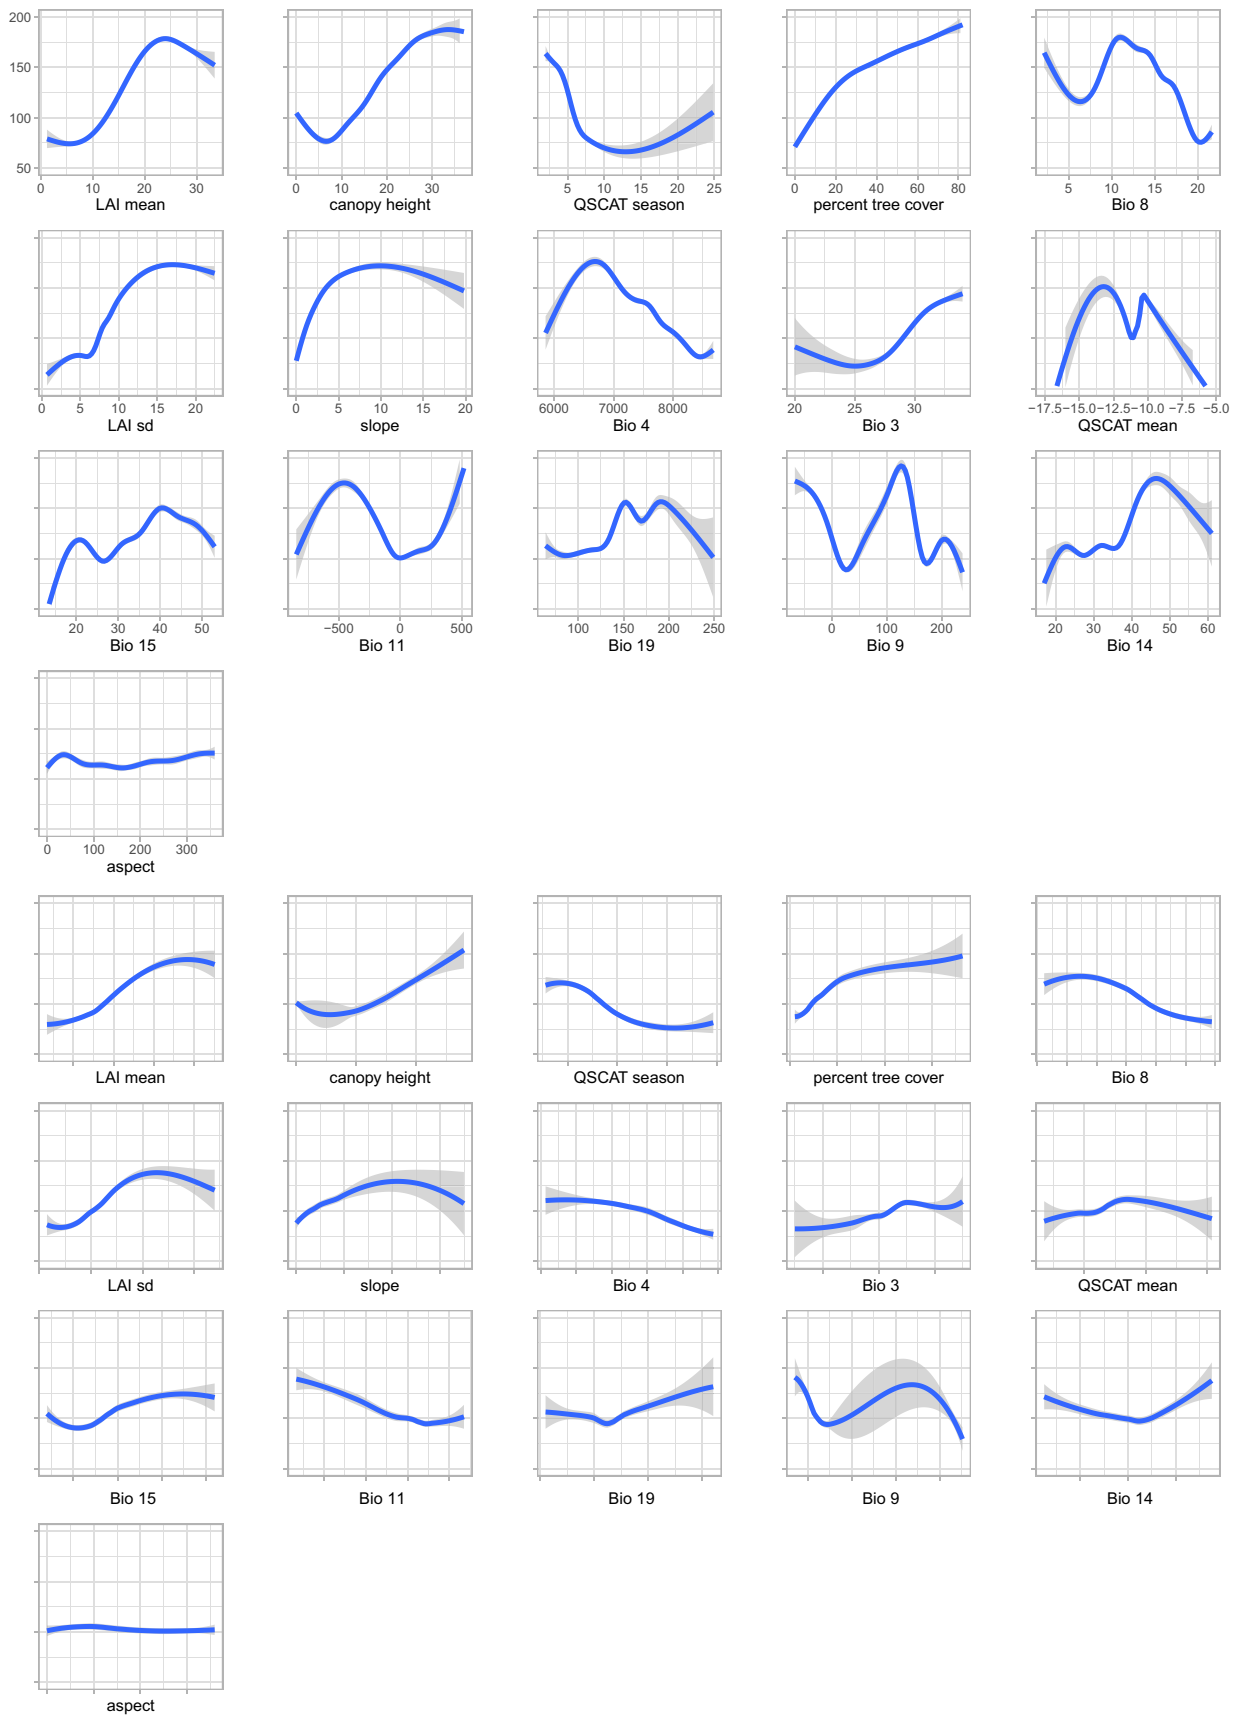 200
150
100
50
0 10 20 30
0 10 20 30
5 10 15 20 25
0 20 40 60 80
5 10 15 20
LAI mean canopy height QSCAT season percent tree cover Bio 8
0 5 10 15 20
0 5 10 15 20
6000 7000 8000
20 25 30
−17.5 −15.0 −12.5 −10.0 −7.5 −5.0
LAI sd slope Bio 4 Bio 3 QSCAT mean
20 30 40 50
−500 0 500
100 150 200 250
0 100 200
20 30 40 50 60
Bio 15 Bio 11 Bio 19 Bio 9 Bio 14
0 100 200 300
aspect
LAI mean canopy height QSCAT season percent tree cover Bio 8
LAI sd slope Bio 4 Bio 3 QSCAT mean
Bio 15 Bio 11 Bio 19 Bio 9 Bio 14
aspect